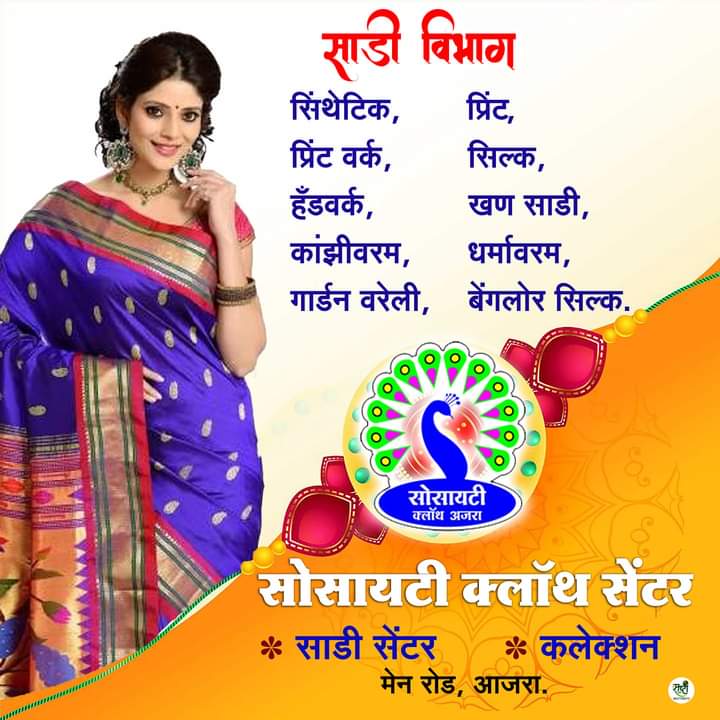 साडी विभाग
सिंथेटिक, प्रिंट,
प्रिंट वर्क, सिल्क,
हँडवर्क, खण साडी,
कांझीवरम, धर्मावरम,
गार्डन वरेली, बेंगलोर सिल्क.
सोसायटी
क्लॉथ अजरा
सोसायटी क्लॉथ सेंटर
* साडी सेंटर * कलेक्शन
मेन रोड, आजरा.